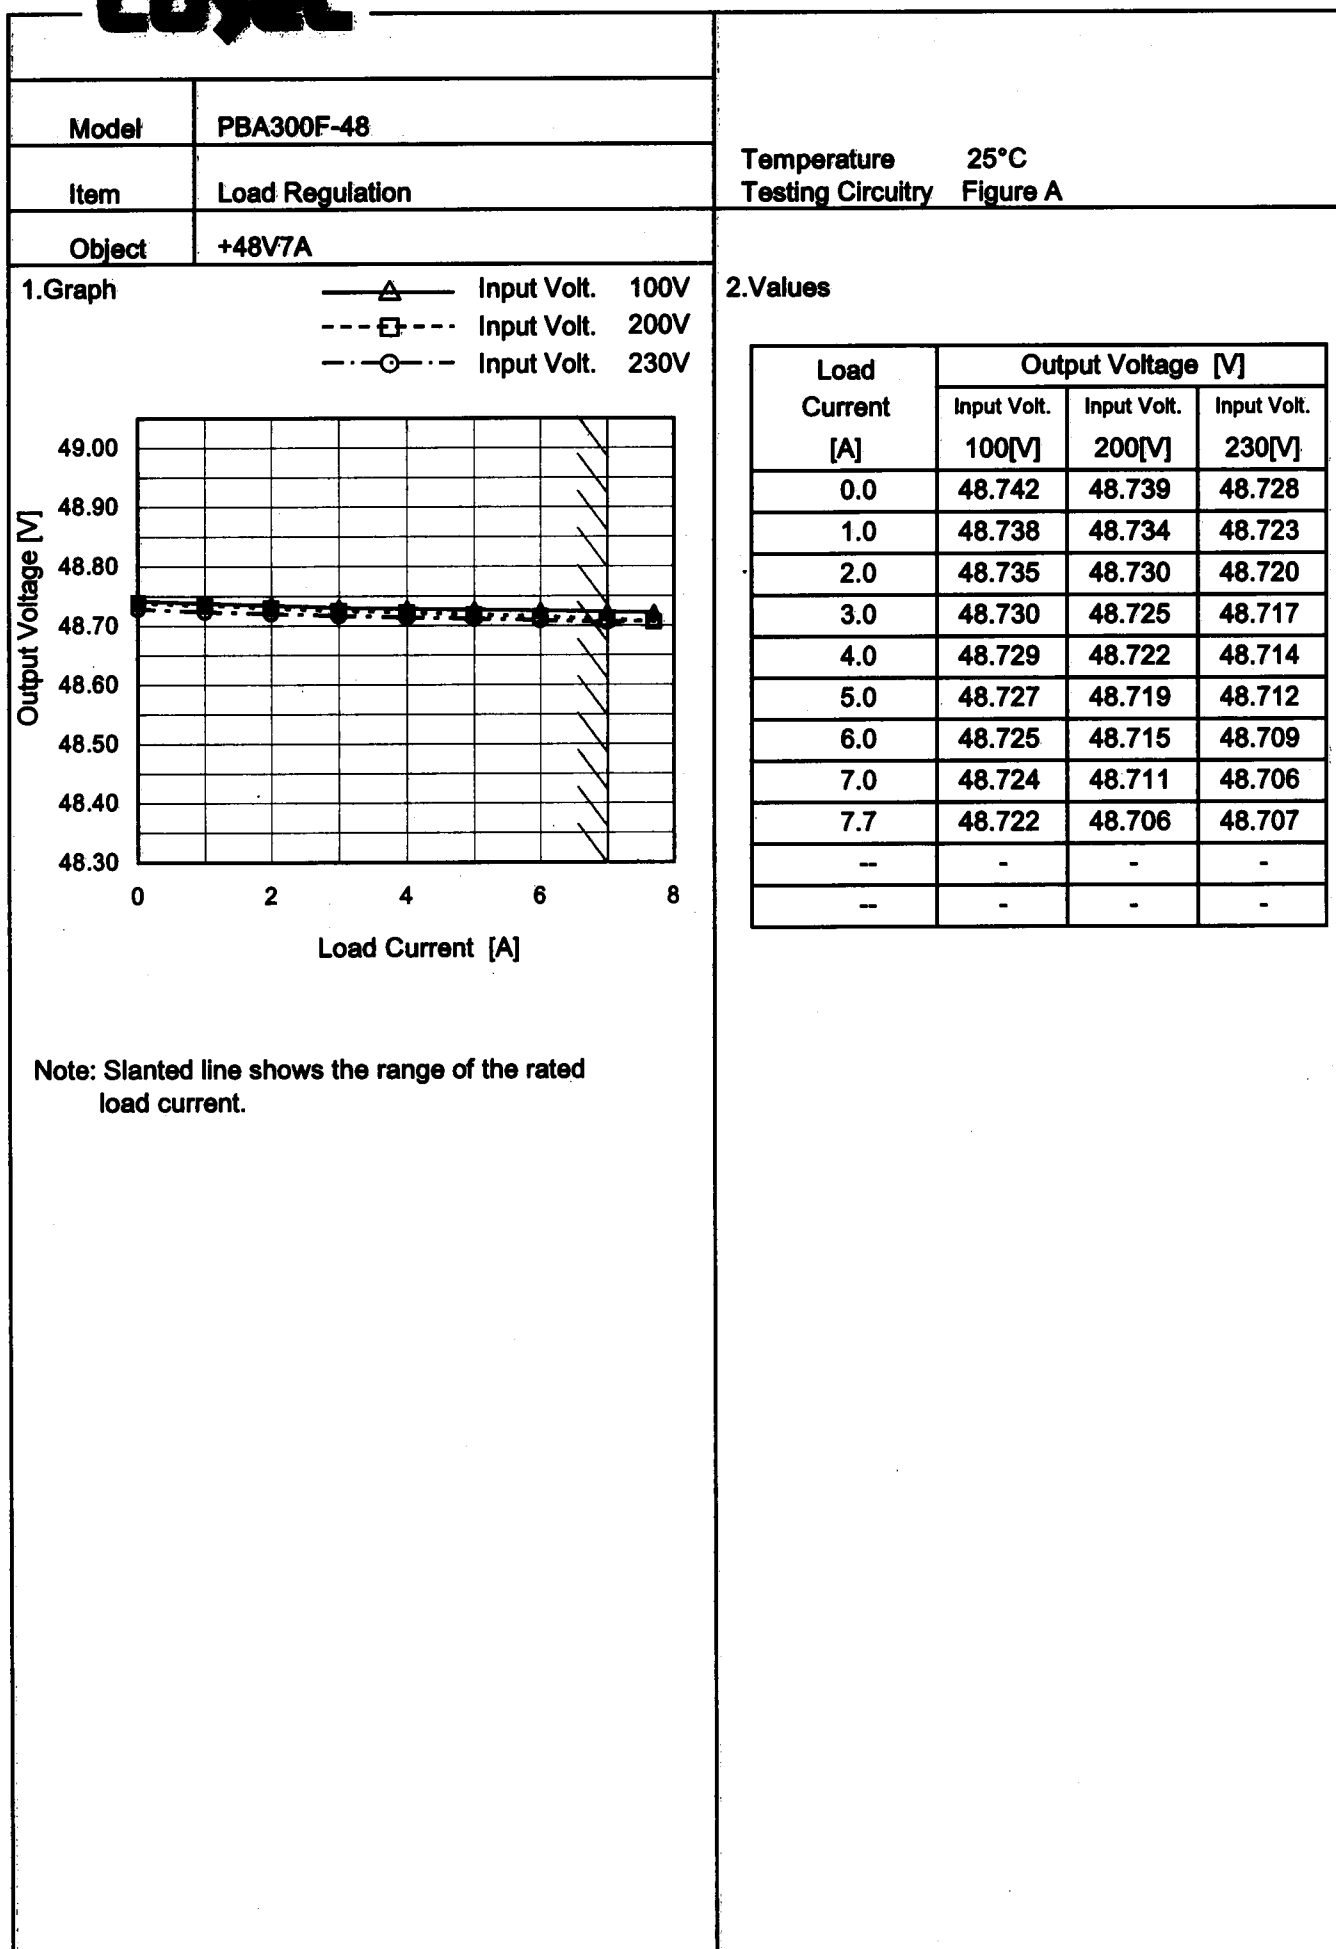 Model PBA300F-48
Item Load Regulation
Object +48V7A
Temperature 25°C
Testing Circuitry Figure A
1.Graph
Input Volt. 100V
Input Volt. 200V
Input Volt. 230V
Output Voltage [V]
49.00
48.90
48.80
48.70
48.60
48.50
48.40
48.30
0 2 4 6 8
Load Current [A]
Note: Slanted line shows the range of the rated
load current.
2.Values
Load Output Voltage [V]
Current Input Volt. Input Volt. Input Volt.
[A] 100[V] 200[V] 230[V]
0.0 48.742 48.739 48.728
1.0 48.738 48.734 48.723
2.0 48.735 48.730 48.720
3.0 48.730 48.725 48.717
4.0 48.729 48.722 48.714
5.0 48.727 48.719 48.712
6.0 48.725 48.715 48.709
7.0 48.724 48.711 48.706
7.7 48.722 48.706 48.707
-- - - -
-- - - -